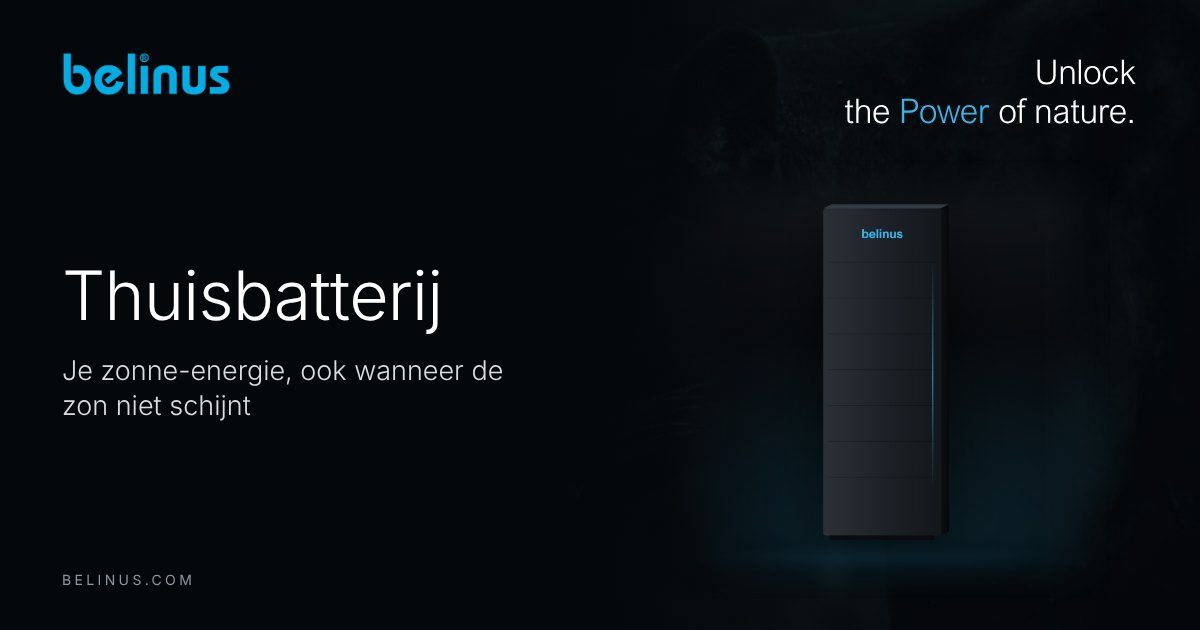 belinus®
Unlock
the Power of nature.
belinus
Thuisbatterij
Je zonne-energie, ook wanneer de
zon niet schijnt
BELINUS.COM